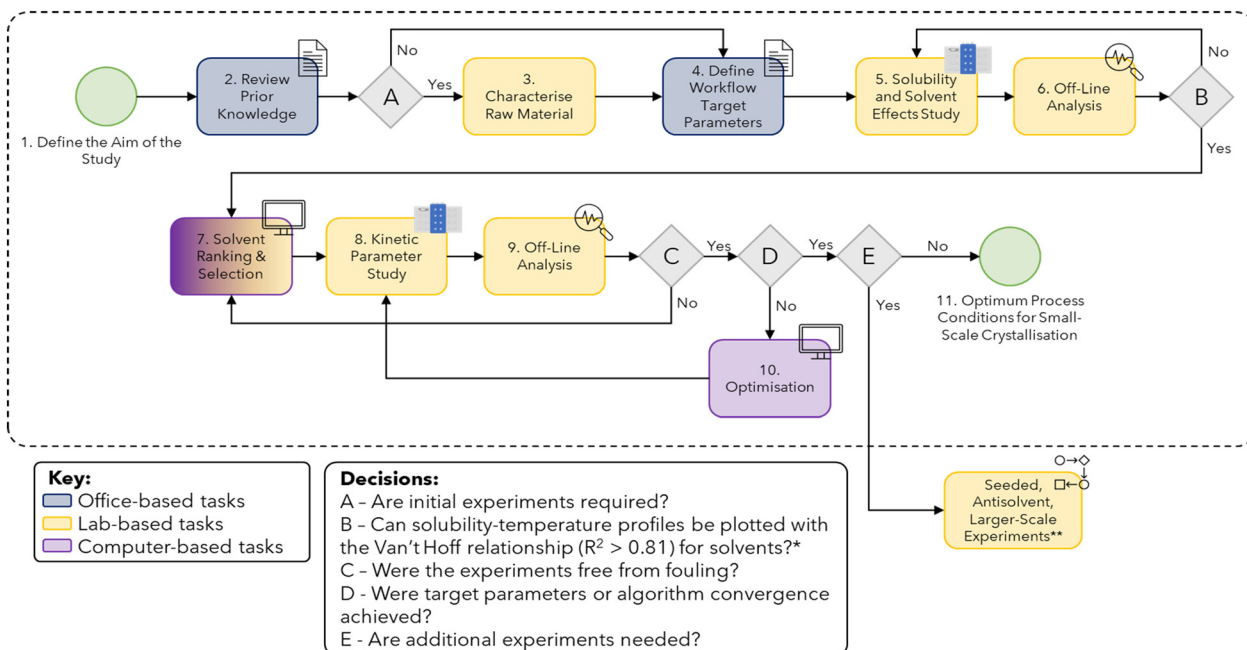 No
No
2. Review
Prior
Knowledge
A
Yes
3.
Characterise
Raw Material
4. Define
Workflow
Target
Parameters
5. Solubility
and Solvent
Effects Study
6. Off-Line
Analysis
B
1. Define the Aim of the
Study
Yes
7. Solvent
Ranking &
Selection
8. Kinetic
Parameter
Study
9. Off-Line
Analysis
C
Yes
D
Yes
E
No
No
No
Yes
11. Optimum Process
Conditions for Small-
Scale Crystallisation
10.
Optimisation
Key:
Office-based tasks
Lab-based tasks
Computer-based tasks
Decisions:
A – Are initial experiments required?
B – Can solubility-temperature profiles be plotted with
the Van't Hoff relationship (R² > 0.81) for solvents?*
C – Were the experiments free from fouling?
D - Were target parameters or algorithm convergence
achieved?
E - Are additional experiments needed?
Seeded,
Antisolvent,
Larger-Scale
Experiments**